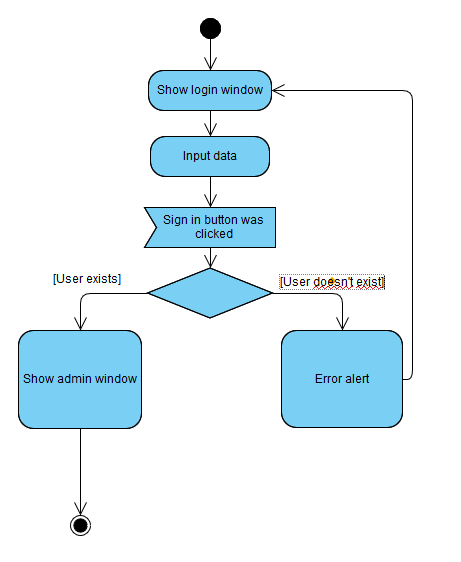 Show login window
Input data
Sign in button was
clicked
[User exists]
[User doesn't exist]
Show admin window
Error alert